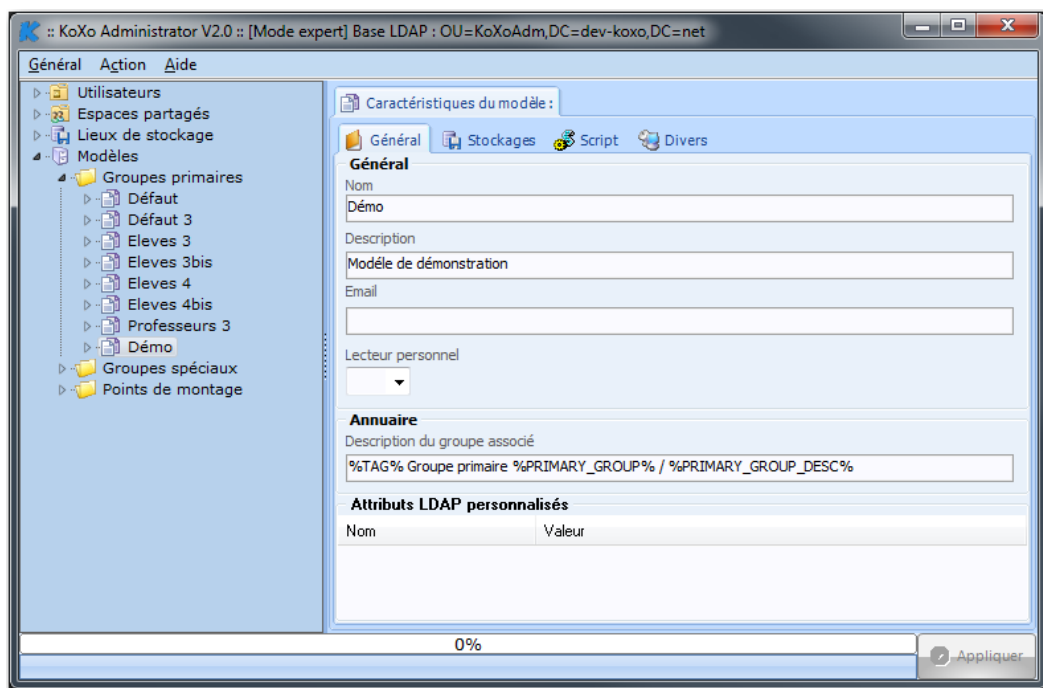 :: KoXo Administrator V2.0 :: [Mode expert] Base LDAP : OU=KoXoAdm,DC=dev-koxo,DC=net
Général Action Aide
Utilisateurs
Espaces partagés
Lieux de stockage
Modèles
Groupes primaires
Défaut
Défaut 3
Eleves 3
Eleves 3bis
Eleves 4
Eleves 4bis
Professeurs 3
Démo
Groupes spéciaux
Points de montage
Caractéristiques du modèle :
Général Stockages Script Divers
Général
Nom
Démo
Description
Modéle de démonstration
Email
Lecteur personnel
Annuaire
Description du groupe associé
%TAG% Groupe primaire %PRIMARY_GROUP% / %PRIMARY_GROUP_DESC%
Attributs LDAP personnalisés
Nom Valeur
0%
Appliquer